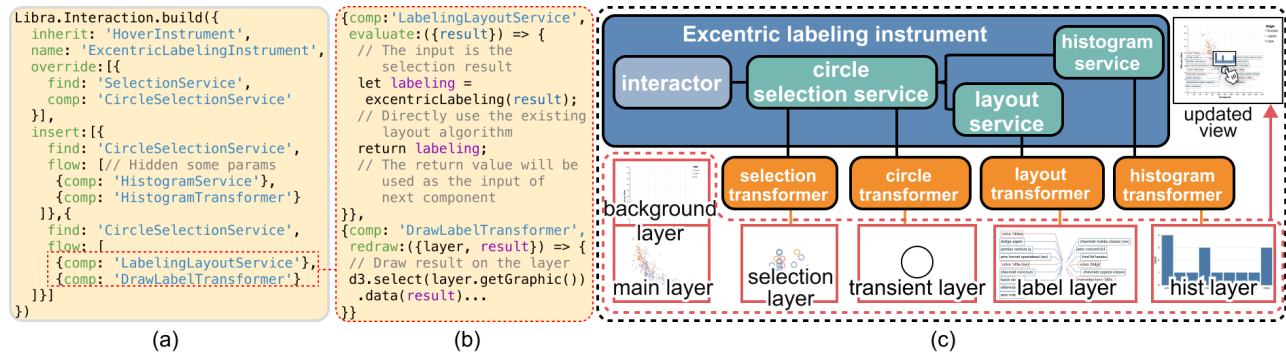 Libra.Interaction.build({
inherit: 'HoverInstrument',
name: 'ExcentricLabelingInstrument',
override:[{
find: 'SelectionService',
comp: 'CircleSelectionService'
}],
insert:[{
find: 'CircleSelectionService',
flow: [// Hidden some params
{comp: 'HistogramService'},
{comp: 'HistogramTransformer'}
]},{
find: 'CircleSelectionService',
flow: [
{comp: 'LabelingLayoutService'},
{comp: 'DrawLabelTransformer'}
]}]
})
(a)
{comp:'LabelingLayoutService',
evaluate:({result}) => {
// The input is the
selection result
let labeling =
excentricLabeling(result);
// Directly use the existing
layout algorithm
return labeling;
// The return value will be
used as the input of
next component
}},
{comp: 'DrawLabelTransformer',
redraw:({layer, result}) => {
// Draw result on the layer
d3.sect(layer.getGraphic())
.data(result)...
}}
(b)
Excentric labeling instrument
interactor
circle
selection service
histogram
service
layout
service
updated
view
selection
transformer
circle
transformer
layout
transformer
histogram
transformer
background
layer
main layer
selection
layer
transient layer
label layer
hist layer
(c)